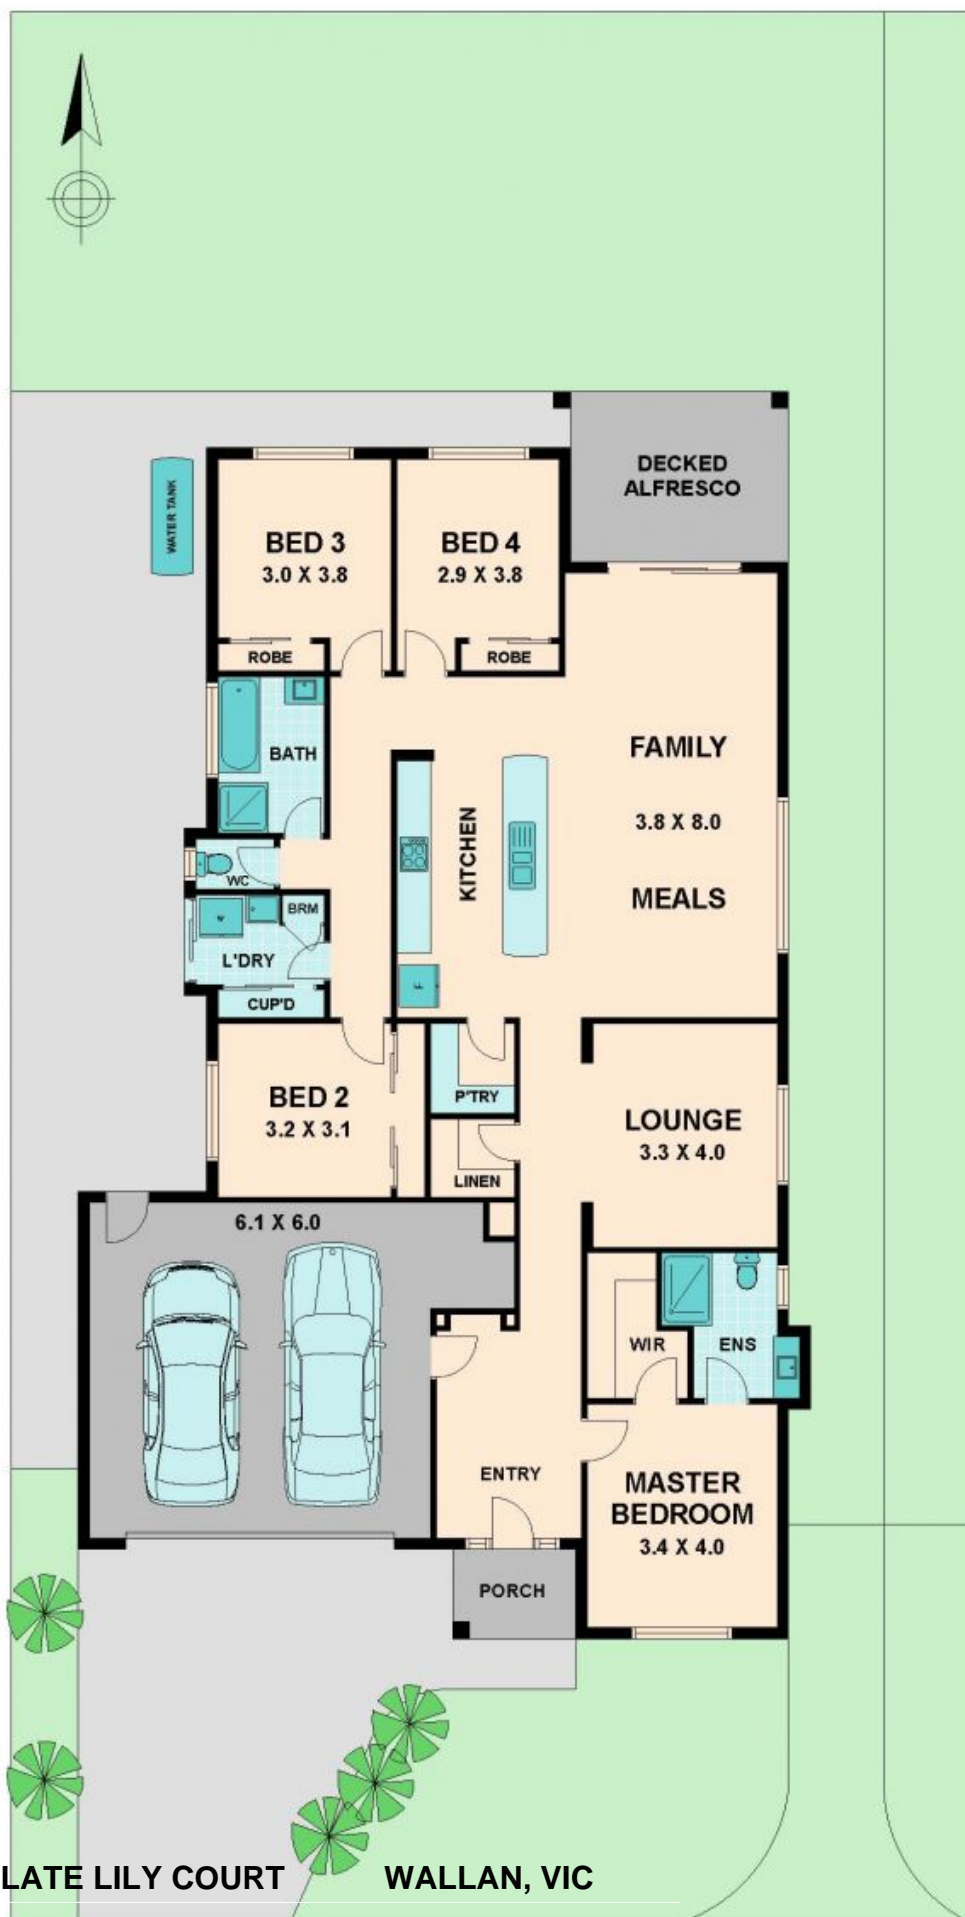 DECKED
ALFRESCO
WATER TANK
BED 3
3.0 X 3.8
BED 4
2.9 X 3.8
ROBE
ROBE
BATH
FAMILY
3.8 X 8.0
MEALS
KITCHEN
WC
BRM
L'DRY
CUP'D
F
BED 2
3.2 X 3.1
P'TRY
LINEN
LOUNGE
3.3 X 4.0
6.1 X 6.0
WIR
ENS
ENTRY
MASTER
BEDROOM
3.4 X 4.0
PORCH
LATE LILY COURT WALLAN, VIC